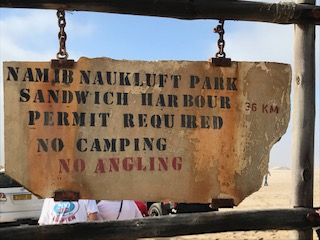 NAMIB NAUKLUFT PARK
SANDWICH HARBOUR 36 KM
PERMIT REQUIRED
NO CAMPING
NO ANGLING